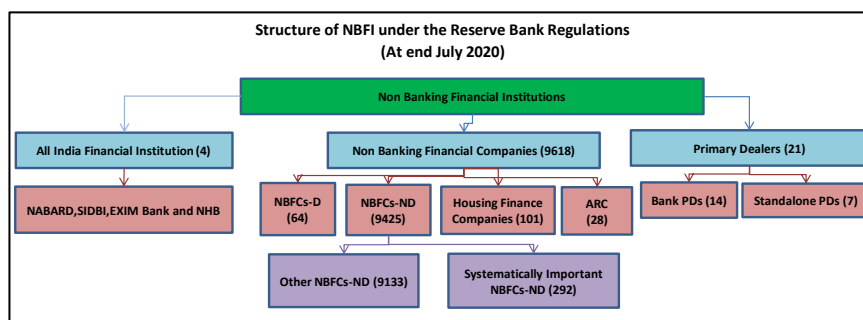 Structure of NBFI under the Reserve Bank Regulations
(At end July 2020)
Non Banking Financial Institutions
All India Financial Institution (4)
Non Banking Financial Companies (9618)
Primary Dealers (21)
NABARD,SIDBI,EXIM Bank and NHB
NBFCs-D
(64)
NBFCs-ND
(9425)
Housing Finance
Companies (101)
ARC
(28)
Bank PDs (14)
Standalone PDs (7)
Other NBFCs-ND (9133)
Systematically Important
NBFCs-ND (292)